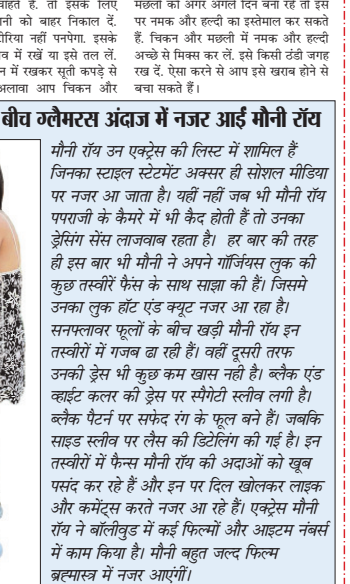 चाहते हैं. तो इसके लिए
पानी को बाहर निकाल दें.
टीरिया नहीं पनपेगा. इसके
व में रखें या इसे तल लें.
न में रखकर सूती कपड़े से
अलावा आप चिकन और
मछली को अगर अगले दिन बना रहे तो इस
पर नमक और हल्दी का इस्तेमाल कर सकते
हैं. चिकन और मछली में नमक और हल्दी
अच्छे से मिक्स कर लें. इसे किसी ठंडी जगह
रख दें. ऐसा करने से आप इसे खराब होने से
बचा सकते हैं।
बीच ग्लैमरस अंदाज में नजर आईं मौनी रॉय
मौनी रॉय उन एक्ट्रेस की लिस्ट में शामिल हैं
जिनका स्टाइल स्टेटमेंट अक्सर ही सोशल मीडिया
पर नजर आ जाता है। यहीं नहीं जब भी मौनी रॉय
पपराजी के कैमरे में भी कैद होती हैं तो उनका
ड्रेसिंग सेंस लाजवाब रहता है। हर बार की तरह
ही इस बार भी मौनी ने अपने गॉर्जियस लुक की
कुछ तस्वीरें फैंस के साथ साझा की हैं। जिसमे
उनका लुक हॉट एंड क्यूट नजर आ रहा है।
सनफ्लावर फूलों के बीच खड़ी मौनी रॉय इन
तस्वीरों में गजब ढा रही हैं। वहीं दूसरी तरफ
उनकी ड्रेस भी कुछ कम खास नही है। ब्लैक एंड
व्हाईट कलर की ड्रेस पर स्पैगेटी स्लीव लगी है।
ब्लैक पैटर्न पर सफेद रंग के फूल बने हैं। जबकि
साइड स्लीव पर लैस की डिटेलिंग की गई है। इन
तस्वीरों में फैन्स मौनी रॉय की अदाओं को खूब
पसंद कर रहे हैं और इन पर दिल खोलकर लाइक
और कमेंट्स करते नजर आ रहे हैं। एक्ट्रेस मौनी
रॉय ने बॉलीवुड में कई फिल्मों और आइटम नंबर्स
में काम किया है। मौनी बहुत जल्द फिल्म
ब्रह्मास्त्र में नजर आएंगीं।